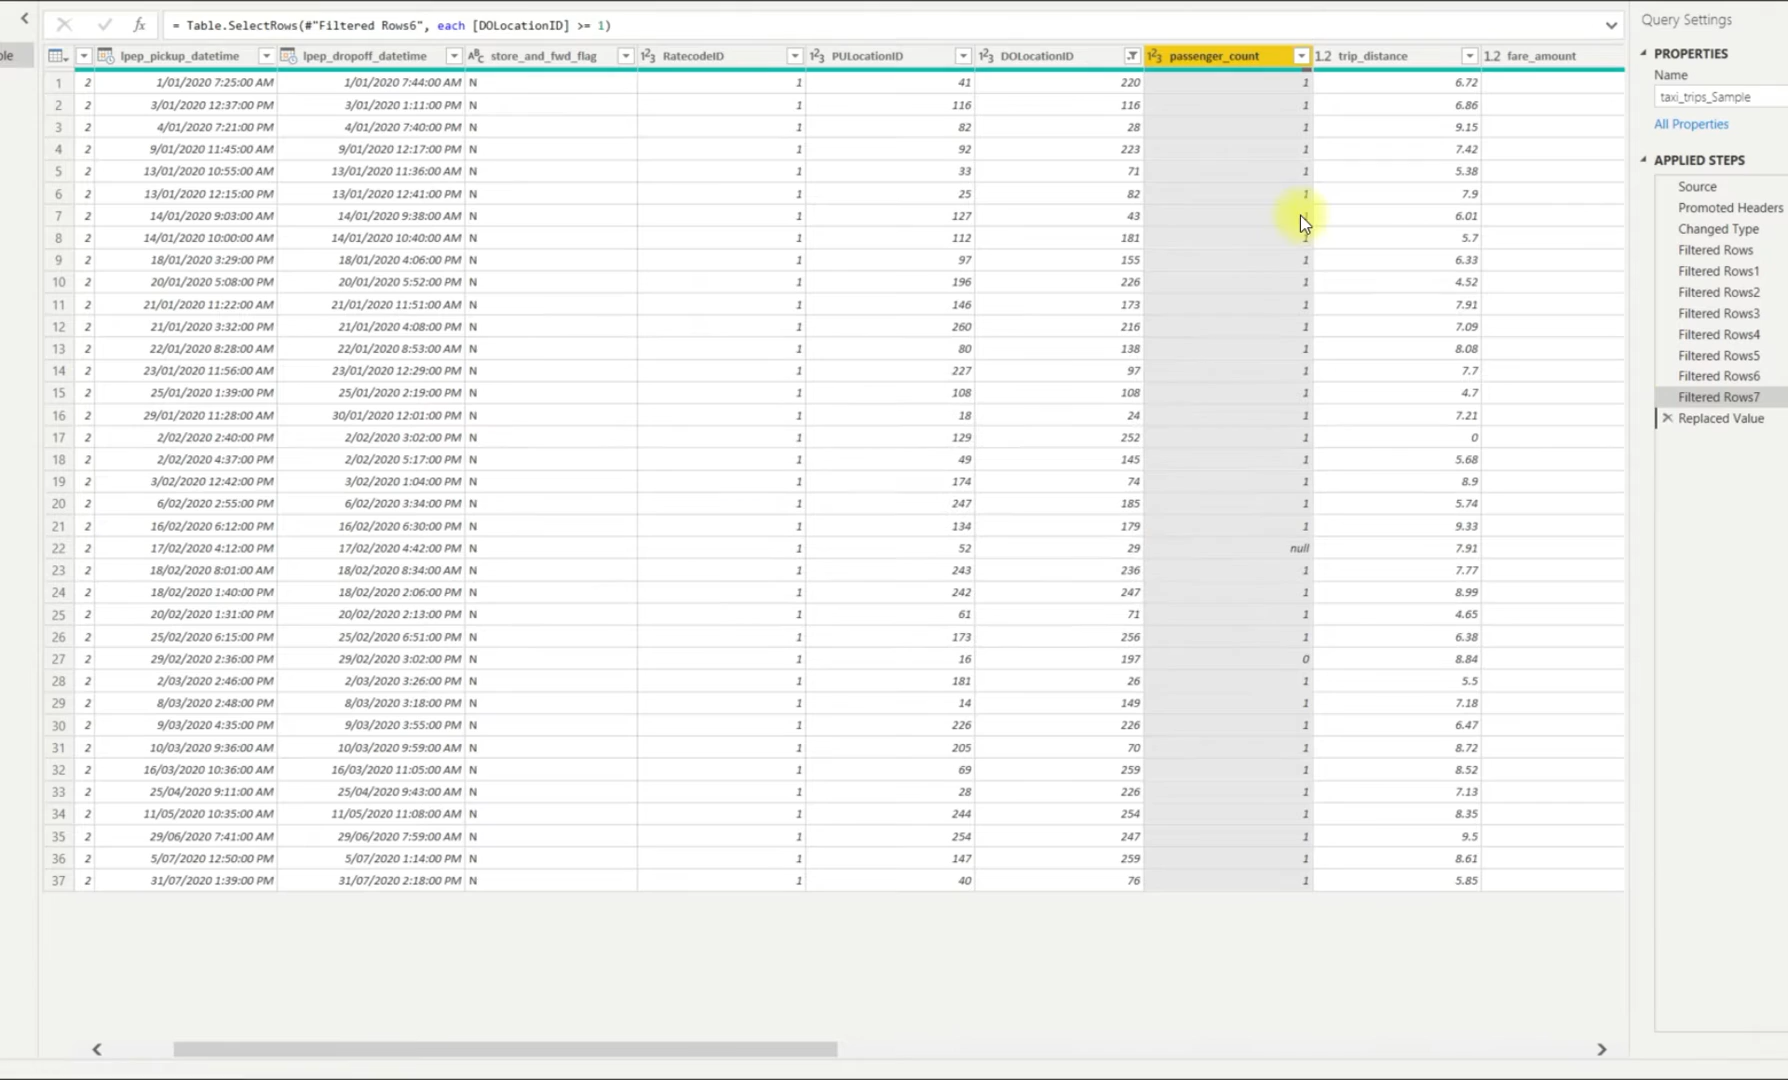 = Table.SelectRows(#"Filtered Rows6", each [DOLocationID] >= 1)
Query Settings
PROPERTIES
Name
taxi_trips_Sample
All Properties
APPLIED STEPS
Source
Promoted Headers
Changed Type
Filtered Rows
Filtered Rows1
Filtered Rows2
Filtered Rows3
Filtered Rows4
Filtered Rows5
Filtered Rows6
Filtered Rows7
Replaced Value
lpep_pickup_datetime lpep_dropoff_datetime ABC store_and_fwd_flag 123 RatecodeID 123 PULocationID 123 DOLocationID 123 passenger_count 1.2 trip_distance 1.2 fare_amount
1 2 1/01/2020 7:25:00 AM 1/01/2020 7:44:00 AM N 1 41 220 1 6.72
2 2 3/01/2020 12:37:00 PM 3/01/2020 1:11:00 PM N 1 116 116 1 6.86
3 2 4/01/2020 7:21:00 PM 4/01/2020 7:40:00 PM N 1 82 28 1 9.15
4 2 9/01/2020 11:45:00 AM 9/01/2020 12:17:00 PM N 1 92 223 1 7.42
5 2 13/01/2020 10:55:00 AM 13/01/2020 11:36:00 AM N 1 33 71 1 5.38
6 2 13/01/2020 12:15:00 PM 13/01/2020 12:41:00 PM N 1 25 82 1 7.9
7 2 14/01/2020 9:03:00 AM 14/01/2020 9:38:00 AM N 1 127 43 1 6.01
8 2 14/01/2020 10:00:00 AM 14/01/2020 10:40:00 AM N 1 112 181 1 5.7
9 2 18/01/2020 3:29:00 PM 18/01/2020 4:06:00 PM N 1 97 155 1 6.33
10 2 20/01/2020 5:08:00 PM 20/01/2020 5:52:00 PM N 1 196 226 1 4.52
11 2 21/01/2020 11:22:00 AM 21/01/2020 11:51:00 AM N 1 146 173 1 7.91
12 2 21/01/2020 3:32:00 PM 21/01/2020 4:08:00 PM N 1 260 216 1 7.09
13 2 22/01/2020 8:28:00 AM 22/01/2020 8:53:00 AM N 1 80 138 1 8.08
14 2 23/01/2020 11:56:00 AM 23/01/2020 12:29:00 PM N 1 227 97 1 7.7
15 2 25/01/2020 1:39:00 PM 25/01/2020 2:19:00 PM N 1 108 108 1 4.7
16 2 29/01/2020 11:28:00 AM 30/01/2020 12:01:00 PM N 1 18 24 1 7.21
17 2 2/02/2020 2:40:00 PM 2/02/2020 3:02:00 PM N 1 129 252 1 0
18 2 2/02/2020 4:37:00 PM 2/02/2020 5:17:00 PM N 1 49 145 1 5.68
19 2 3/02/2020 12:42:00 PM 3/02/2020 1:04:00 PM N 1 174 74 1 8.9
20 2 6/02/2020 2:55:00 PM 6/02/2020 3:34:00 PM N 1 247 185 1 5.74
21 2 16/02/2020 6:12:00 PM 16/02/2020 6:30:00 PM N 1 134 179 1 9.33
22 2 17/02/2020 4:12:00 PM 17/02/2020 4:42:00 PM N 1 52 29 null 7.91
23 2 18/02/2020 8:01:00 AM 18/02/2020 8:34:00 AM N 1 243 236 1 7.77
24 2 18/02/2020 1:40:00 PM 18/02/2020 2:06:00 PM N 1 242 247 1 8.99
25 2 20/02/2020 1:31:00 PM 20/02/2020 2:13:00 PM N 1 61 71 1 4.65
26 2 25/02/2020 6:15:00 PM 25/02/2020 6:51:00 PM N 1 173 256 1 6.38
27 2 29/02/2020 2:36:00 PM 29/02/2020 3:02:00 PM N 1 16 197 0 8.84
28 2 2/03/2020 2:46:00 PM 2/03/2020 3:26:00 PM N 1 181 26 1 5.5
29 2 8/03/2020 2:48:00 PM 8/03/2020 3:18:00 PM N 1 14 149 1 7.18
30 2 9/03/2020 4:35:00 PM 9/03/2020 3:55:00 PM N 1 226 226 1 6.47
31 2 10/03/2020 9:36:00 AM 10/03/2020 9:59:00 AM N 1 205 70 1 8.72
32 2 16/03/2020 10:36:00 AM 16/03/2020 11:05:00 AM N 1 69 259 1 8.52
33 2 25/04/2020 9:11:00 AM 25/04/2020 9:43:00 AM N 1 28 226 1 7.13
34 2 11/05/2020 10:35:00 AM 11/05/2020 11:08:00 AM N 1 244 254 1 8.35
35 2 29/06/2020 7:41:00 AM 29/06/2020 7:59:00 AM N 1 254 247 1 9.5
36 2 5/07/2020 12:50:00 PM 5/07/2020 1:14:00 PM N 1 147 259 1 8.61
37 2 31/07/2020 1:39:00 PM 31/07/2020 2:18:00 PM N 1 40 76 1 5.85